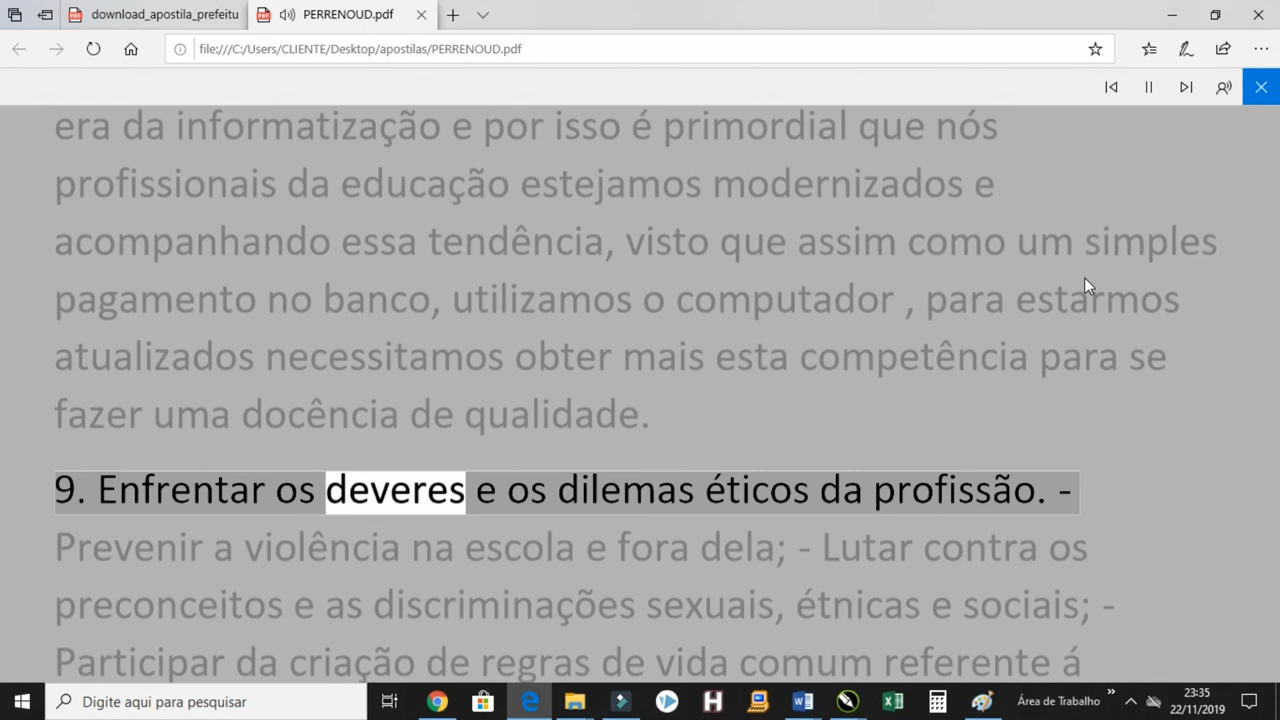 download_apostila_prefeitu
PERRENOUD.pdf
file:///C:/Users/CLIENTE/Desktop/apostilas/PERRENOUD.pdf
era da informatização e por isso é primordial que nós
profissionais da educação estejamos modernizados e
acompanhando essa tendência, visto que assim como um simples
pagamento no banco, utilizamos o computador , para estarmos
atualizados necessitamos obter mais esta competência para se
fazer uma docência de qualidade.
9. Enfrentar os deveres e os dilemas éticos da profissão. -
Prevenir a violência na escola e fora dela; - Lutar contra os
preconceitos e as discriminações sexuais, étnicas e sociais; -
Participar da criação de regras de vida comum referente á
Digite aqui para pesquisar
Área de Trabalho
23:35
22/11/2019